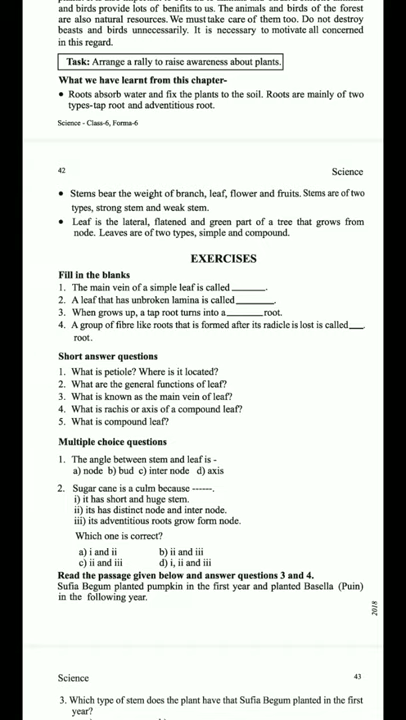 and birds provide lots of benifits to us. The animals and birds of the forest
are also natural resources. We must take care of them too. Do not destroy
beasts and birds unnecessarily. It is necessary to motivate all concerned
in this regard.
Task: Arrange a rally to raise awareness about plants.
What we have learnt from this chapter-
• Roots absorb water and fix the plants to the soil. Roots are mainly of two
types-tap root and adventitious root.
Science - Class-6, Forma-6
42
Science
• Stems bear the weight of branch, leaf, flower and fruits. Stems are of two
types, strong stem and weak stem.
• Leaf is the lateral, flatened and green part of a tree that grows from
node. Leaves are of two types, simple and compound.
EXERCISES
Fill in the blanks
1. The main vein of a simple leaf is called ______.
2. A leaf that has unbroken lamina is called ______.
3. When grows up, a tap root turns into a ______ root.
4. A group of fibre like roots that is formed after its radicle is lost is called___
root.
Short answer questions
1. What is petiole? Where is it located?
2. What are the general functions of leaf?
3. What is known as the main vein of leaf?
4. What is rachis or axis of a compound leaf?
5. What is compound leaf?
Multiple choice questions
1. The angle between stem and leaf is -
a) node b) bud c) inter node d) axis
2. Sugar cane is a culm because ------.
i) it has short and huge stem.
ii) its has distinct node and inter node.
iii) its adventitious roots grow form node.
Which one is correct?
a) i and ii b) ii and iii
c) ii and iii d) i, ii and iii
Read the passage given below and answer questions 3 and 4.
Sufia Begum planted pumpkin in the first year and planted Basella (Puin)
in the following year.
2018
Science
43
3. Which type of stem does the plant have that Sufia Begum planted in the first
year?